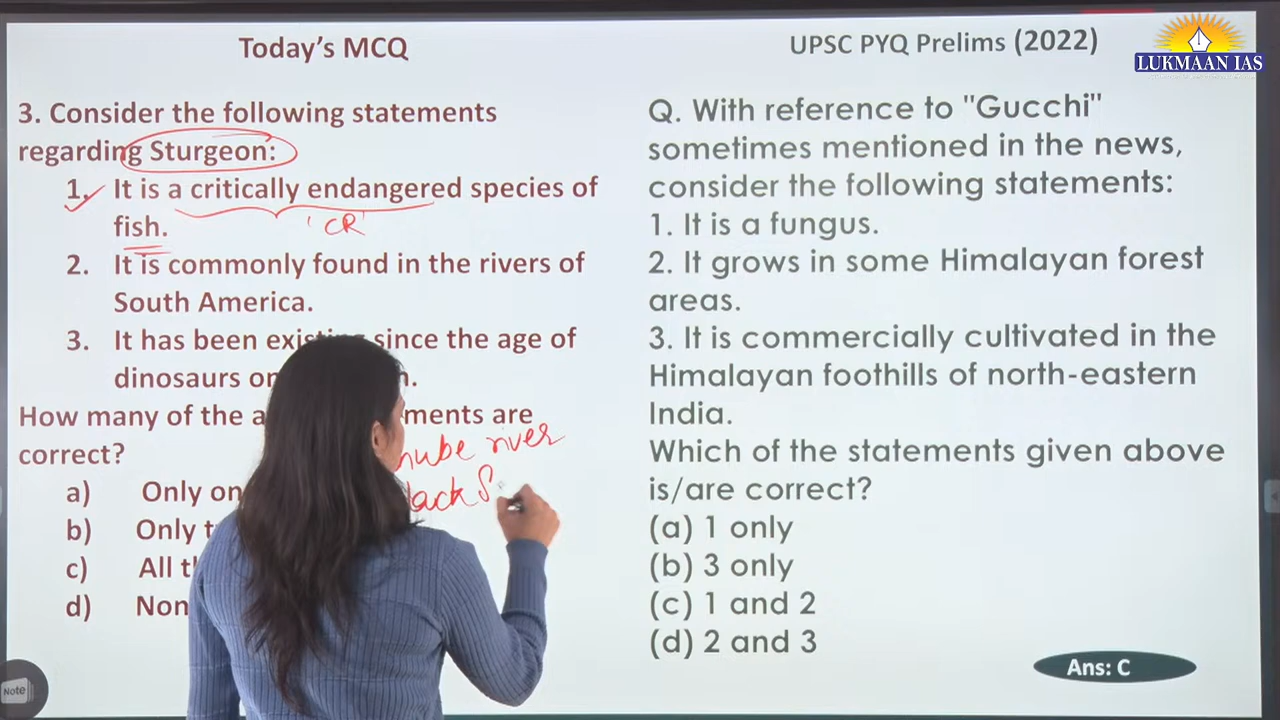 Today's MCQ
3. Consider the following statements
regarding Sturgeon:
1. It is a critically endangered species of
fish.
'CR'
2. It is commonly found in the rivers of
South America.
3. It has been existing since the age of
dinosaurs on
How many of the a ments are
correct?
nube river
a) Only on
lack S
b) Only t
c) All t
d) Non
UPSC PYQ Prelims (2022)
Q. With reference to "Gucchi"
sometimes mentioned in the news,
consider the following statements:
1. It is a fungus.
2. It grows in some Himalayan forest
areas.
3. It is commercially cultivated in the
Himalayan foothills of north-eastern
India.
Which of the statements given above
is/are correct?
(a) 1 only
(b) 3 only
(c) 1 and 2
(d) 2 and 3
Ans: C
LUKMAAN IAS
Note